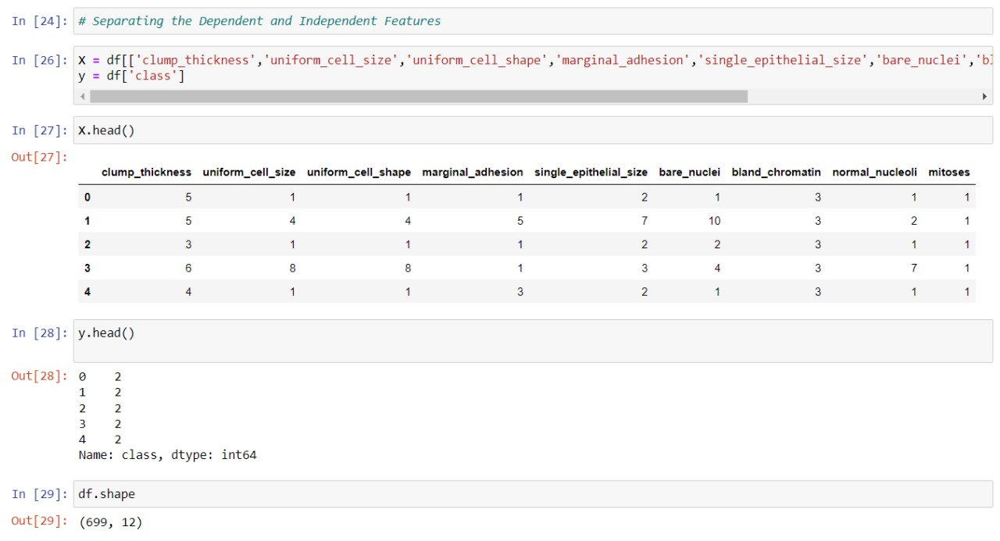 In [24]: # Separating the Dependent and Independent Features
In [26]: X = df[['clump_thickness','uniform_cell_size','uniform_cell_shape','marginal_adhesion','single_epithelial_size','bare_nuclei','bl
y = df['class']
In [27]: X.head()
Out[27]:
clump_thickness uniform_cell_size uniform_cell_shape marginal_adhesion single_epithelial_size bare_nuclei bland_chromatin normal_nucleoli mitoses
0 5 1 1 1 2 1 3 1 1
1 5 4 4 5 7 10 3 2 1
2 3 1 1 1 2 2 3 1 1
3 6 8 8 1 3 4 3 7 1
4 4 1 1 3 2 1 3 1 1
In [28]: y.head()
Out[28]: 0 2
1 2
2 2
3 2
4 2
Name: class, dtype: int64
In [29]: df.shape
Out[29]: (699, 12)